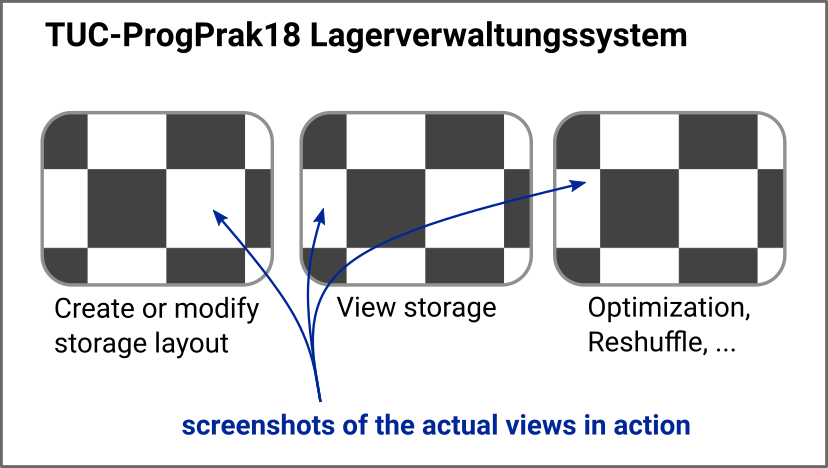 TUC-ProgPrak18 Lagerverwaltungssystem
Create or modify
storage layout
View storage
Optimization,
Reshuffle, ...
screenshots of the actual views in action